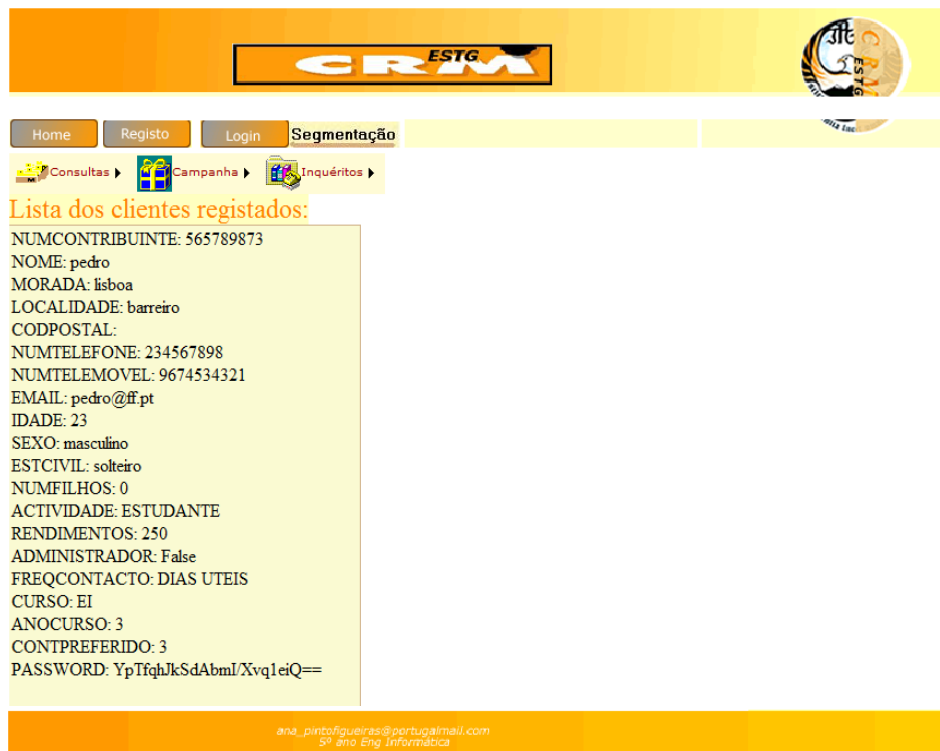 ESTG
CRM
CRM
ESTG
Home
Registo
Login
Segmentação
Consultas
Campanha
Inquéritos
Lista dos clientes registados:
NUMCONTRIBUINTE: 565789873
NOME: pedro
MORADA: lisboa
LOCALIDADE: barreiro
CODPOSTAL:
NUMTELEFONE: 234567898
NUMTELEMOVEL: 9674534321
EMAIL: pedro@ff.pt
IDADE: 23
SEXO: masculino
ESTCIVIL: solteiro
NUMFILHOS: 0
ACTIVIDADE: ESTUDANTE
RENDIMENTOS: 250
ADMINISTRADOR: False
FREQCONTACTO: DIAS UTEIS
CURSO: EI
ANOCURSO: 3
CONTPREFERIDO: 3
PASSWORD: YpTfqhJkSdAbmI/Xvq1eiQ==
ana_pintofigueiras@portugalmail.com
5º ano Eng Informática